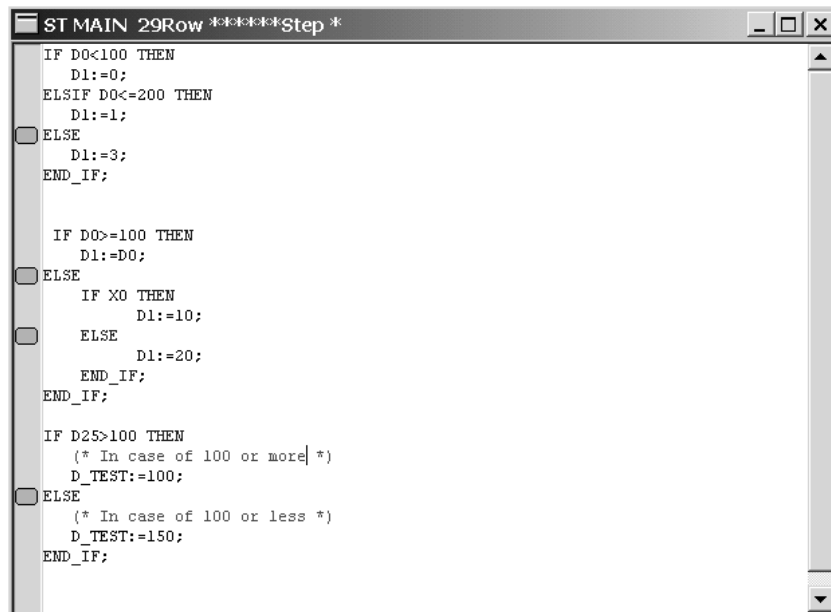 ST MAIN 29Row ******Step *
IF D0<100 THEN
D1:=0;
ELSIF D0<=200 THEN
D1:=1;
ELSE
D1:=3;
END_IF;
IF D0>=100 THEN
D1:=D0;
ELSE
IF X0 THEN
D1:=10;
ELSE
D1:=20;
END_IF;
END_IF;
IF D25>100 THEN
(* In case of 100 or more *)
D_TEST:=100;
ELSE
(* In case of 100 or less *)
D_TEST:=150;
END_IF;